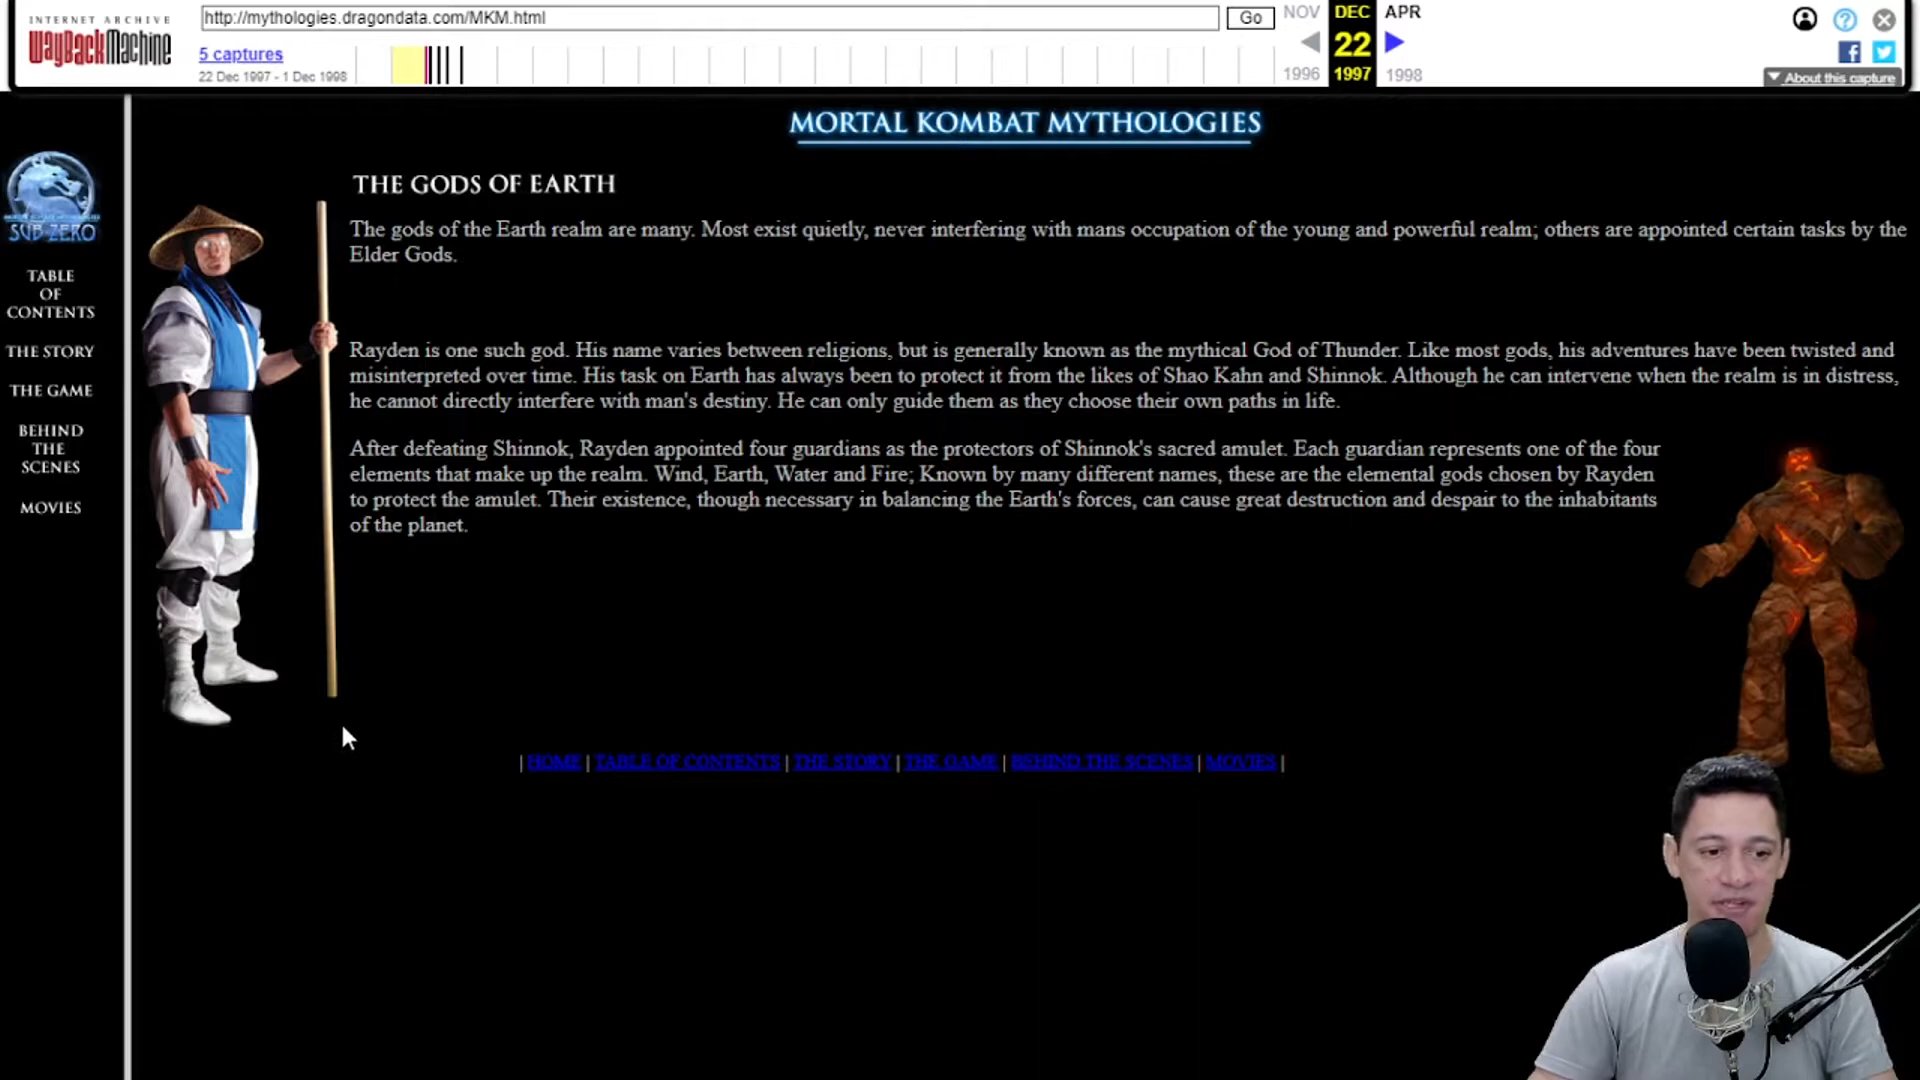 INTERNET ARCHIVE
WayBackMachine
http://mythologies.dragondata.com/MKM.html
Go
NOV
DEC
APR
5 captures
22
22 Dec 1997 - 1 Dec 1998
1996
1997
1998
About this capture
MORTAL KOMBAT MYTHOLOGIES
SUB-ZERO
TABLE
OF
CONTENTS
THE STORY
THE GAME
BEHIND
THE
SCENES
MOVIES
THE GODS OF EARTH
The gods of the Earth realm are many. Most exist quietly, never interfering with mans occupation of the young and powerful realm; others are appointed certain tasks by the
Elder Gods.
Rayden is one such god. His name varies between religions, but is generally known as the mythical God of Thunder. Like most gods, his adventures have been twisted and
misinterpreted over time. His task on Earth has always been to protect it from the likes of Shao Kahn and Shinnok. Although he can intervene when the realm is in distress,
he cannot directly interfere with man's destiny. He can only guide them as they choose their own paths in life.
After defeating Shinnok, Rayden appointed four guardians as the protectors of Shinnok's sacred amulet. Each guardian represents one of the four
elements that make up the realm. Wind, Earth, Water and Fire; Known by many different names, these are the elemental gods chosen by Rayden
to protect the amulet. Their existence, though necessary in balancing the Earth's forces, can cause great destruction and despair to the inhabitants
of the planet.
| HOME | TABLE OF CONTENTS | THE STORY | THE GAME | BEHIND THE SCENES | MOVIES |